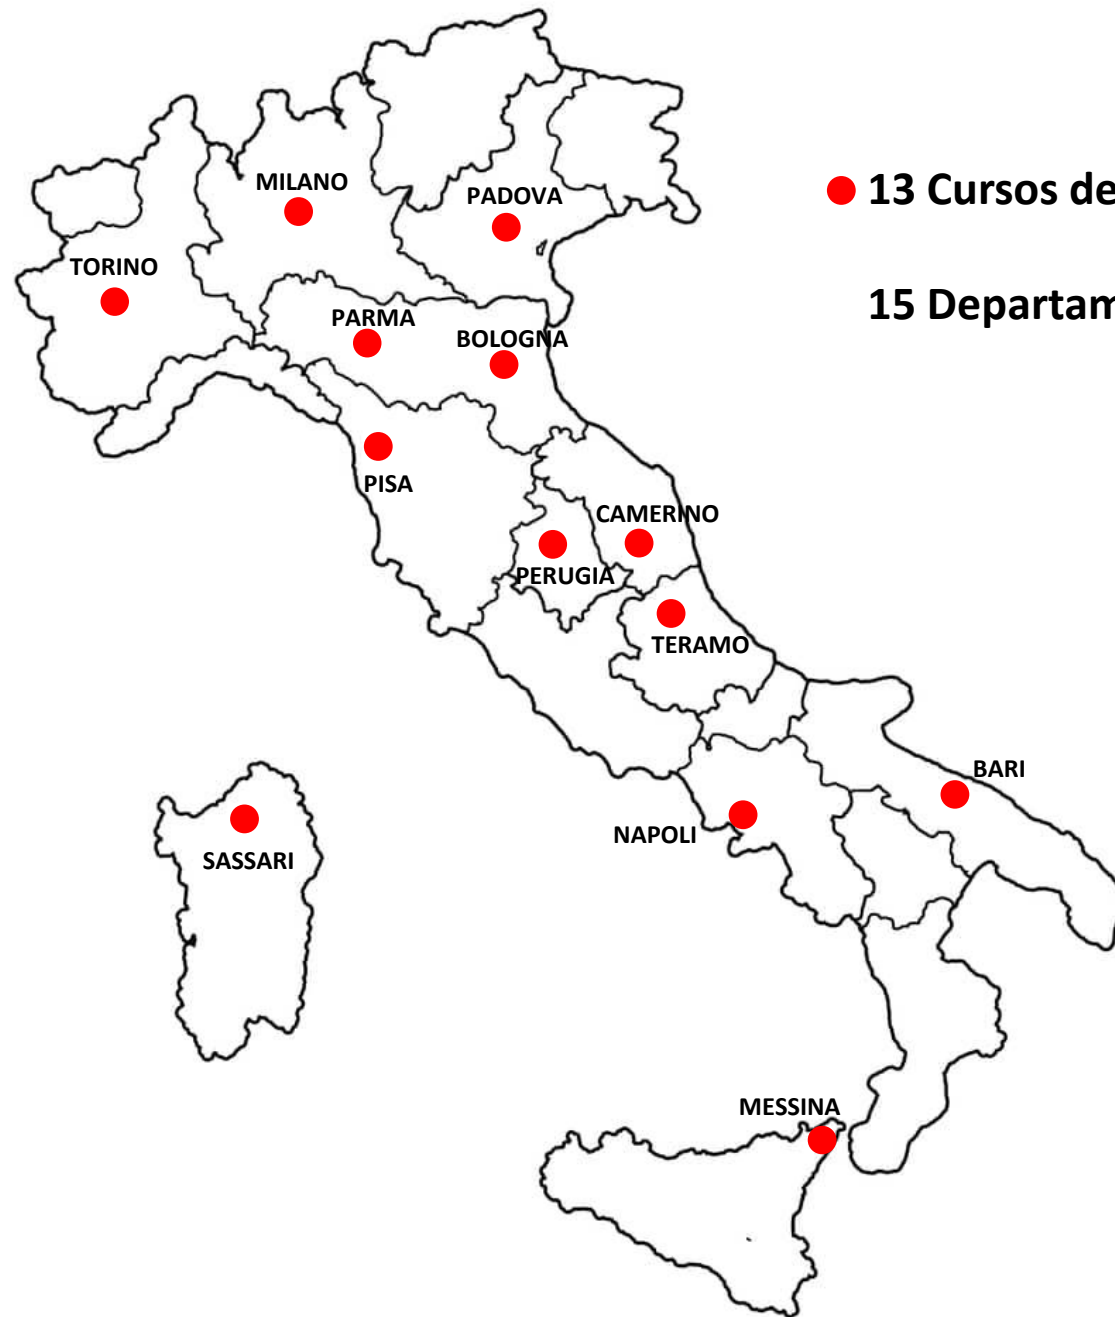 MILANO
PADOVA
13 Cursos de
TORINO
15 Departam
PARMA
BOLOGNA
PISA
CAMERINO
PERUGIA
TERAMO
BARI
NAPOLI
SASSARI
MESSINA